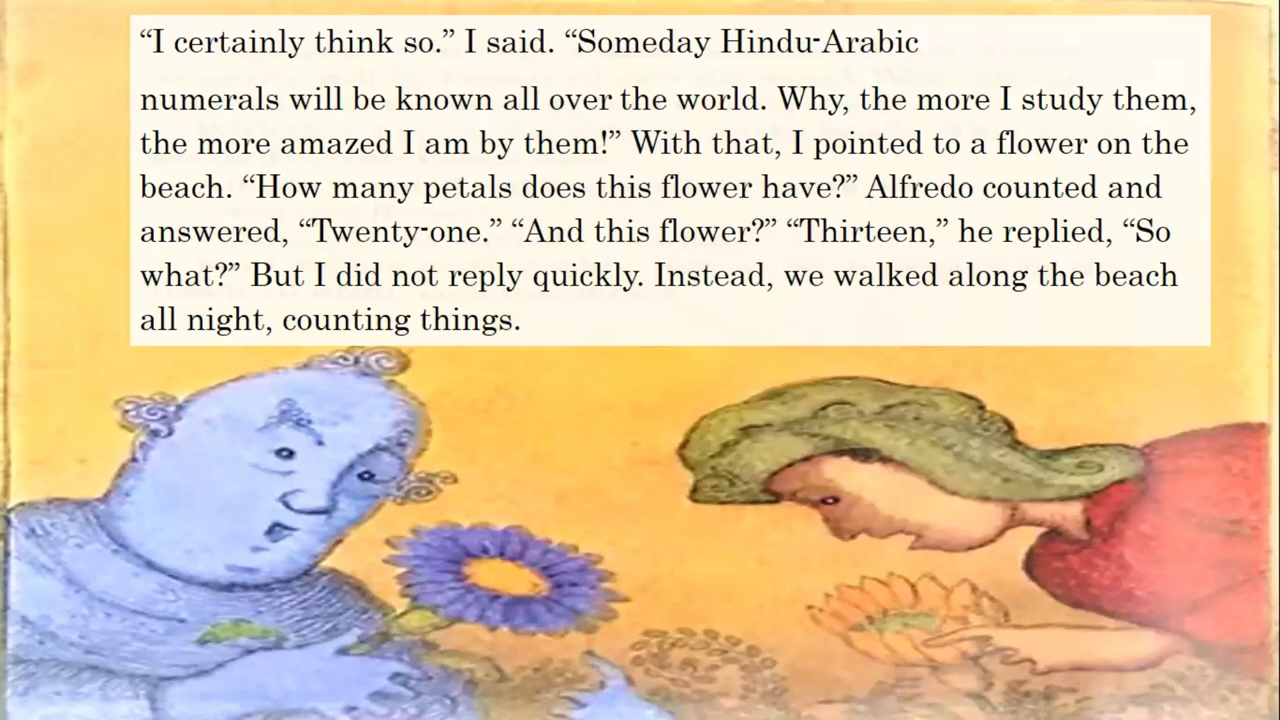 “I certainly think so.” I said. “Someday Hindu-Arabic
numerals will be known all over the world. Why, the more I study them,
the more amazed I am by them!” With that, I pointed to a flower on the
beach. “How many petals does this flower have?” Alfredo counted and
answered, “Twenty-one.” “And this flower?” “Thirteen,” he replied, “So
what?” But I did not reply quickly. Instead, we walked along the beach
all night, counting things.